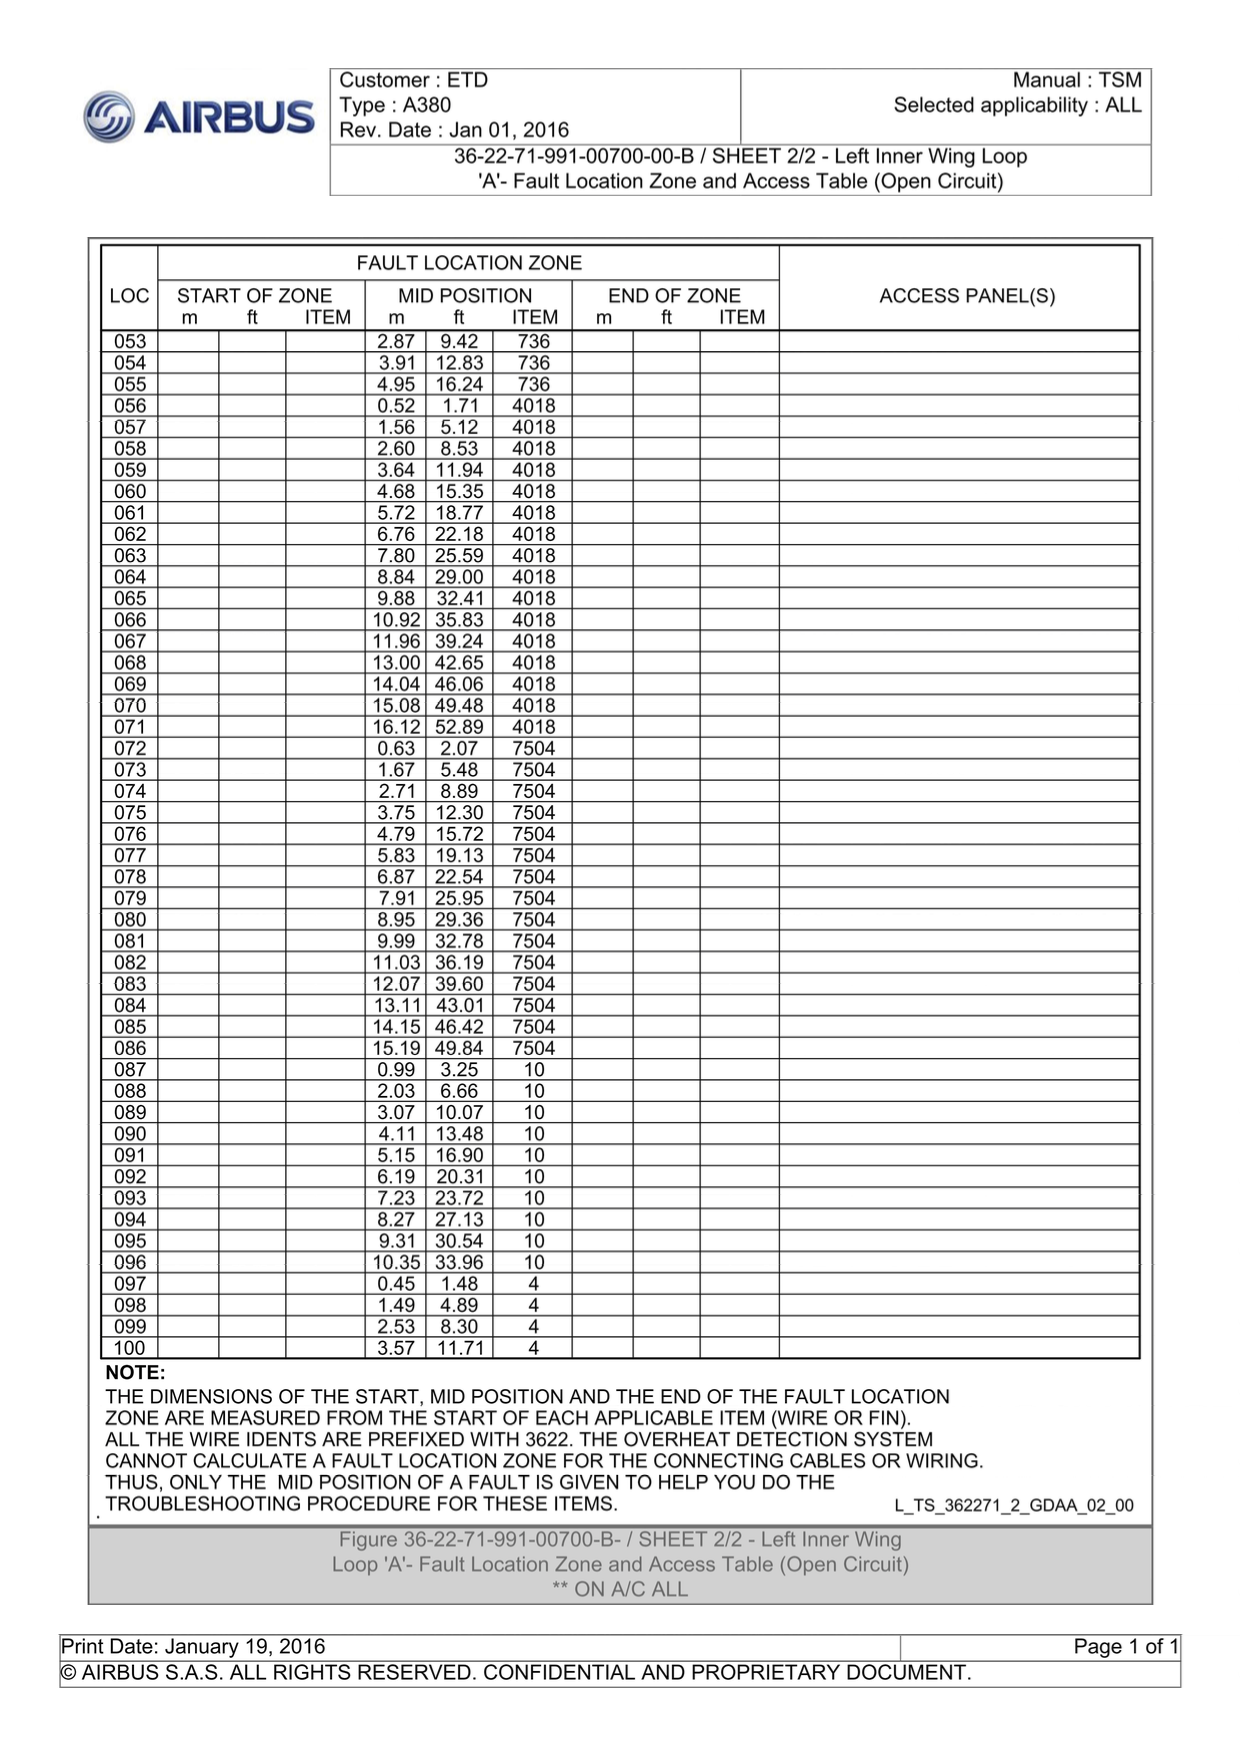 AIRBUS
Customer : ETD
Type : A380
Rev. Date : Jan 01, 2016
Manual : TSM
Selected applicability : ALL
36-22-71-991-00700-00-B / SHEET 2/2 - Left Inner Wing Loop
'A'- Fault Location Zone and Access Table (Open Circuit)
FAULT LOCATION ZONE
LOC START OF ZONE MID POSITION END OF ZONE ACCESS PANEL(S)
m ft ITEM m ft ITEM m ft ITEM
053 2.87 9.42 736
054 3.91 12.83 736
055 4.95 16.24 736
056 0.52 1.71 4018
057 1.56 5.12 4018
058 2.60 8.53 4018
059 3.64 11.94 4018
060 4.68 15.35 4018
061 5.72 18.77 4018
062 6.76 22.18 4018
063 7.80 25.59 4018
064 8.84 29.00 4018
065 9.88 32.41 4018
066 10.92 35.83 4018
067 11.96 39.24 4018
068 13.00 42.65 4018
069 14.04 46.06 4018
070 15.08 49.48 4018
071 16.12 52.89 4018
072 0.63 2.07 7504
073 1.67 5.48 7504
074 2.71 8.89 7504
075 3.75 12.30 7504
076 4.79 15.72 7504
077 5.83 19.13 7504
078 6.87 22.54 7504
079 7.91 25.95 7504
080 8.95 29.36 7504
081 9.99 32.78 7504
082 11.03 36.19 7504
083 12.07 39.60 7504
084 13.11 43.01 7504
085 14.15 46.42 7504
086 15.19 49.84 7504
087 0.99 3.25 10
088 2.03 6.66 10
089 3.07 10.07 10
090 4.11 13.48 10
091 5.15 16.90 10
092 6.19 20.31 10
093 7.23 23.72 10
094 8.27 27.13 10
095 9.31 30.54 10
096 10.35 33.96 10
097 0.45 1.48 4
098 1.49 4.89 4
099 2.53 8.30 4
100 3.57 11.71 4
NOTE:
THE DIMENSIONS OF THE START, MID POSITION AND THE END OF THE FAULT LOCATION
ZONE ARE MEASURED FROM THE START OF EACH APPLICABLE ITEM (WIRE OR FIN).
ALL THE WIRE IDENTS ARE PREFIXED WITH 3622. THE OVERHEAT DETECTION SYSTEM
CANNOT CALCULATE A FAULT LOCATION ZONE FOR THE CONNECTING CABLES OR WIRING.
THUS, ONLY THE MID POSITION OF A FAULT IS GIVEN TO HELP YOU DO THE
TROUBLESHOOTING PROCEDURE FOR THESE ITEMS.
L_TS_362271_2_GDAA_02_00
Figure 36-22-71-991-00700-B- / SHEET 2/2 - Left Inner Wing
Loop 'A'- Fault Location Zone and Access Table (Open Circuit)
** ON A/C ALL
Print Date: January 19, 2016
Page 1 of 1
© AIRBUS S.A.S. ALL RIGHTS RESERVED. CONFIDENTIAL AND PROPRIETARY DOCUMENT.